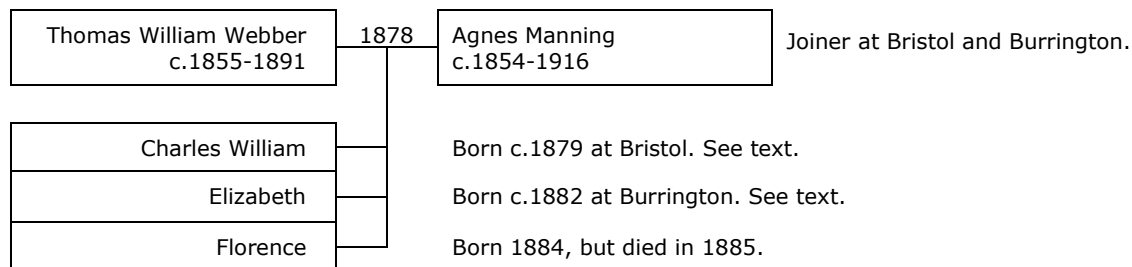 Thomas William Webber
c.1855-1891
1878
Agnes Manning
c.1854-1916
Joiner at Bristol and Burrington.
Charles William
Born c.1879 at Bristol. See text.
Elizabeth
Born c.1882 at Burrington. See text.
Florence
Born 1884, but died in 1885.